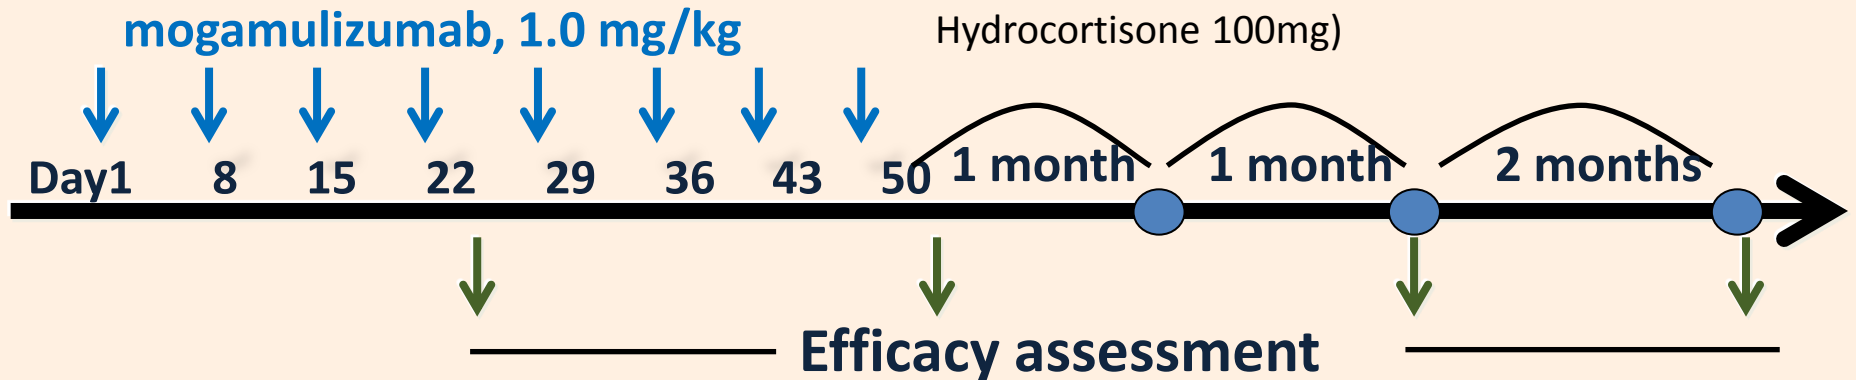 mogamulizumab, 1.0 mg/kg
Hydrocortisone 100mg)
Day1 8 15 22 29 36 43 50 1 month 1 month 2 months
Efficacy assessment